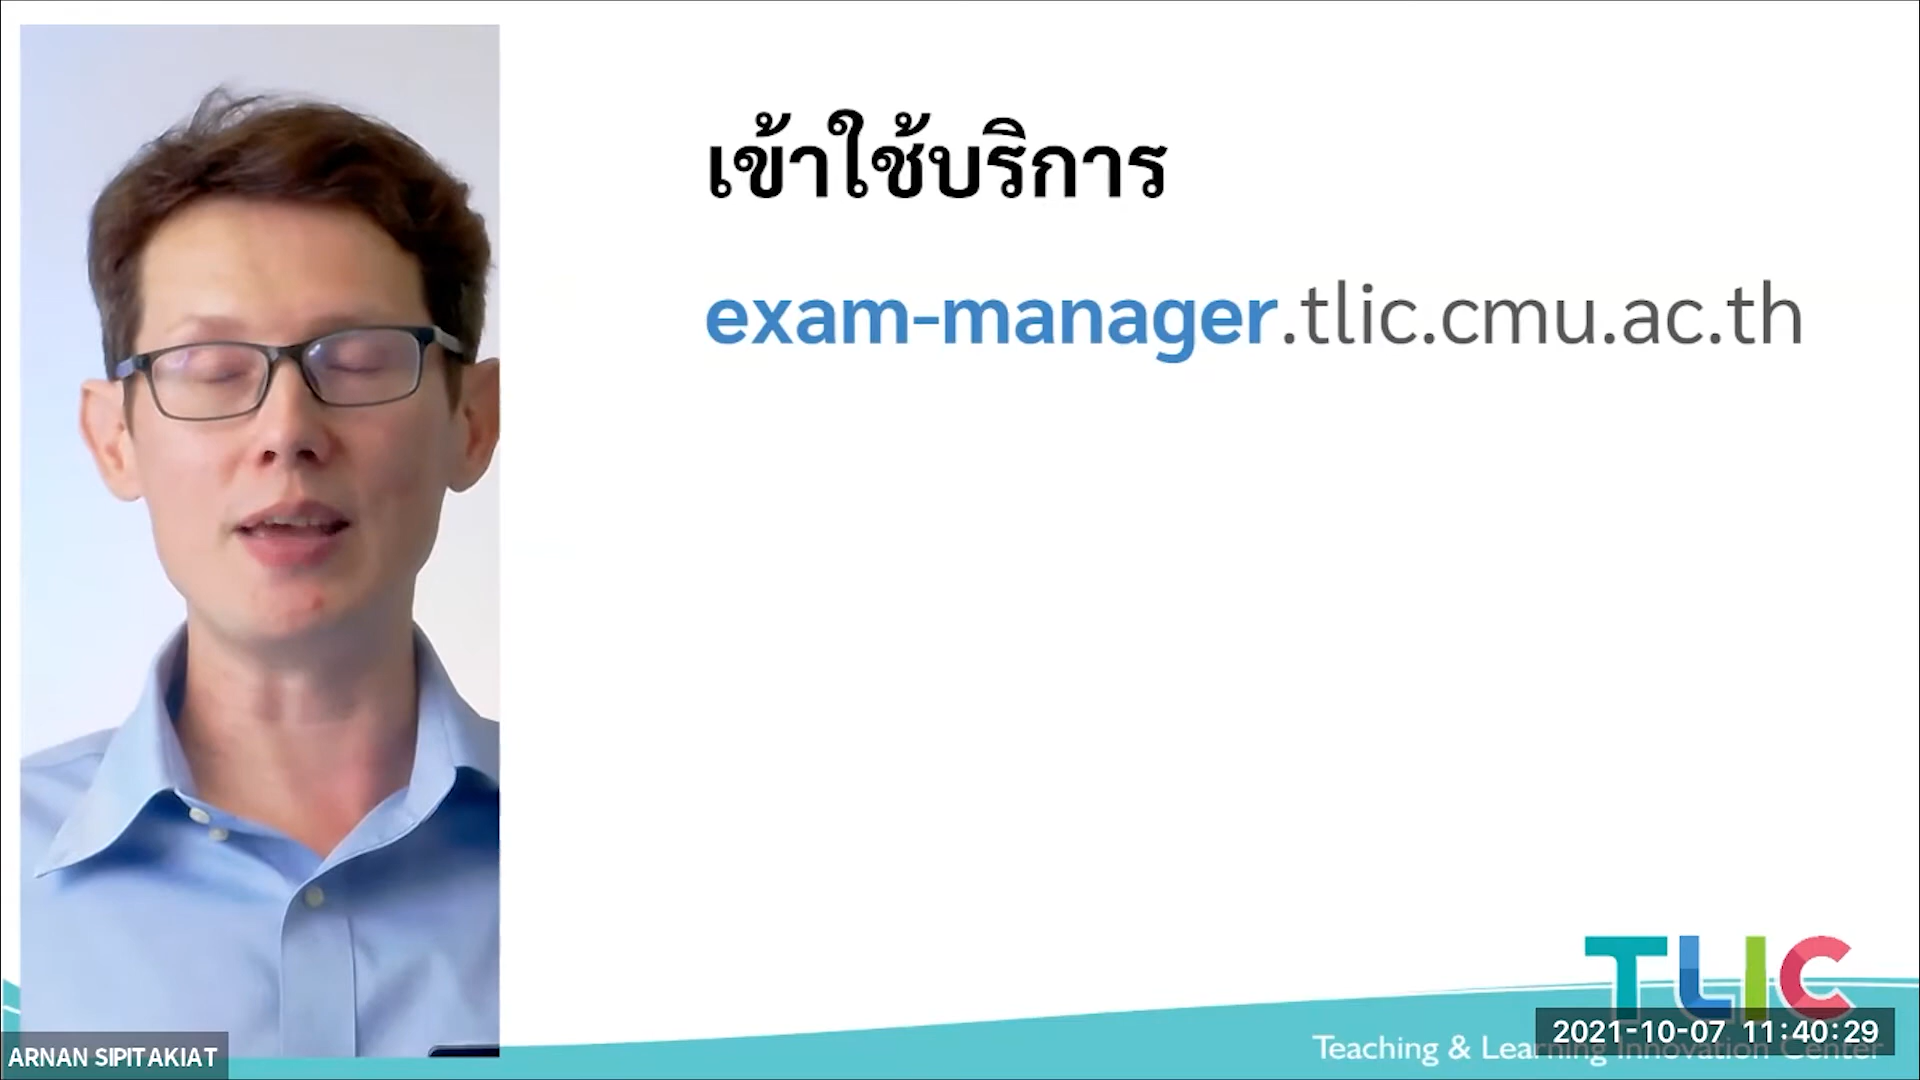 เข้าใช้บริการ
exam-manager.tlic.cmu.ac.th
TLIC
2021-10-07 11:40:29
Teaching & Learning Innovation Center
ARNAN SIPITAKIAT